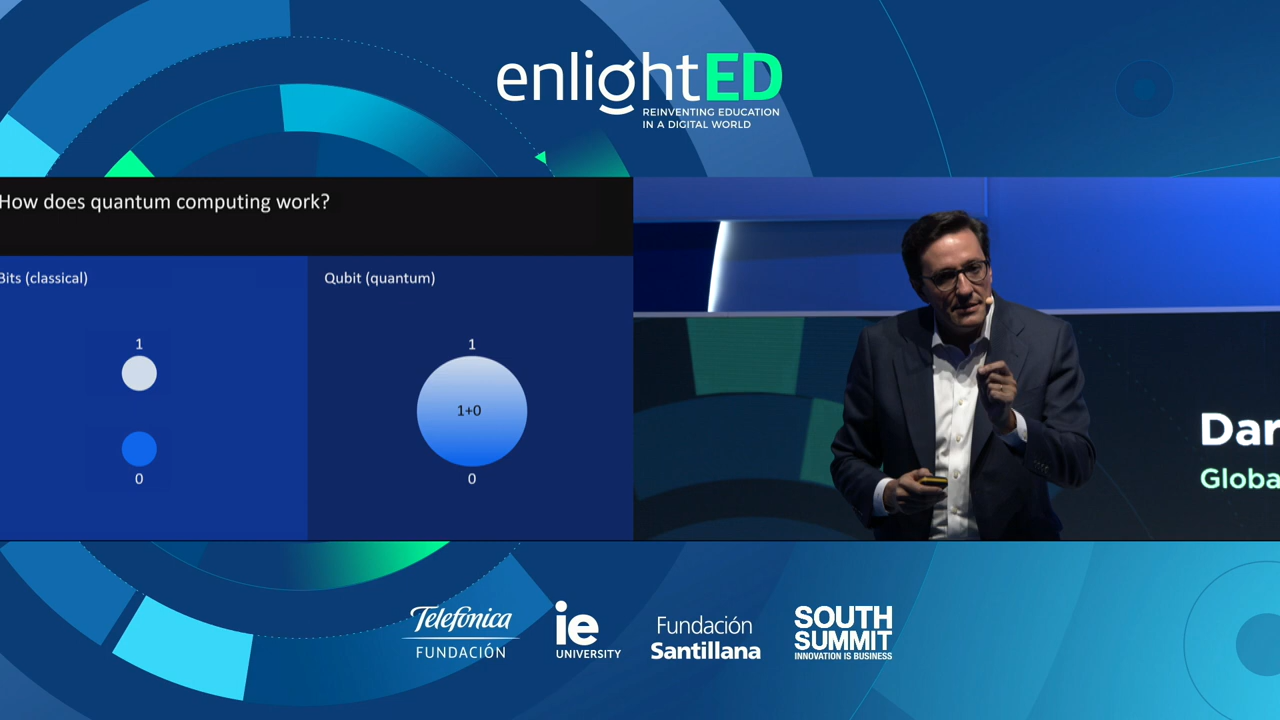 enlightED
REINVENTING EDUCATION
IN A DIGITAL WORLD
How does quantum computing work?
Bits (classical)
1
0
Qubit (quantum)
1
1+0
0
Dar
Globa
Telefónica
FUNDACIÓN
ie
UNIVERSITY
Fundación
Santillana
SOUTH
SUMMIT
INNOVATION IS BUSINESS